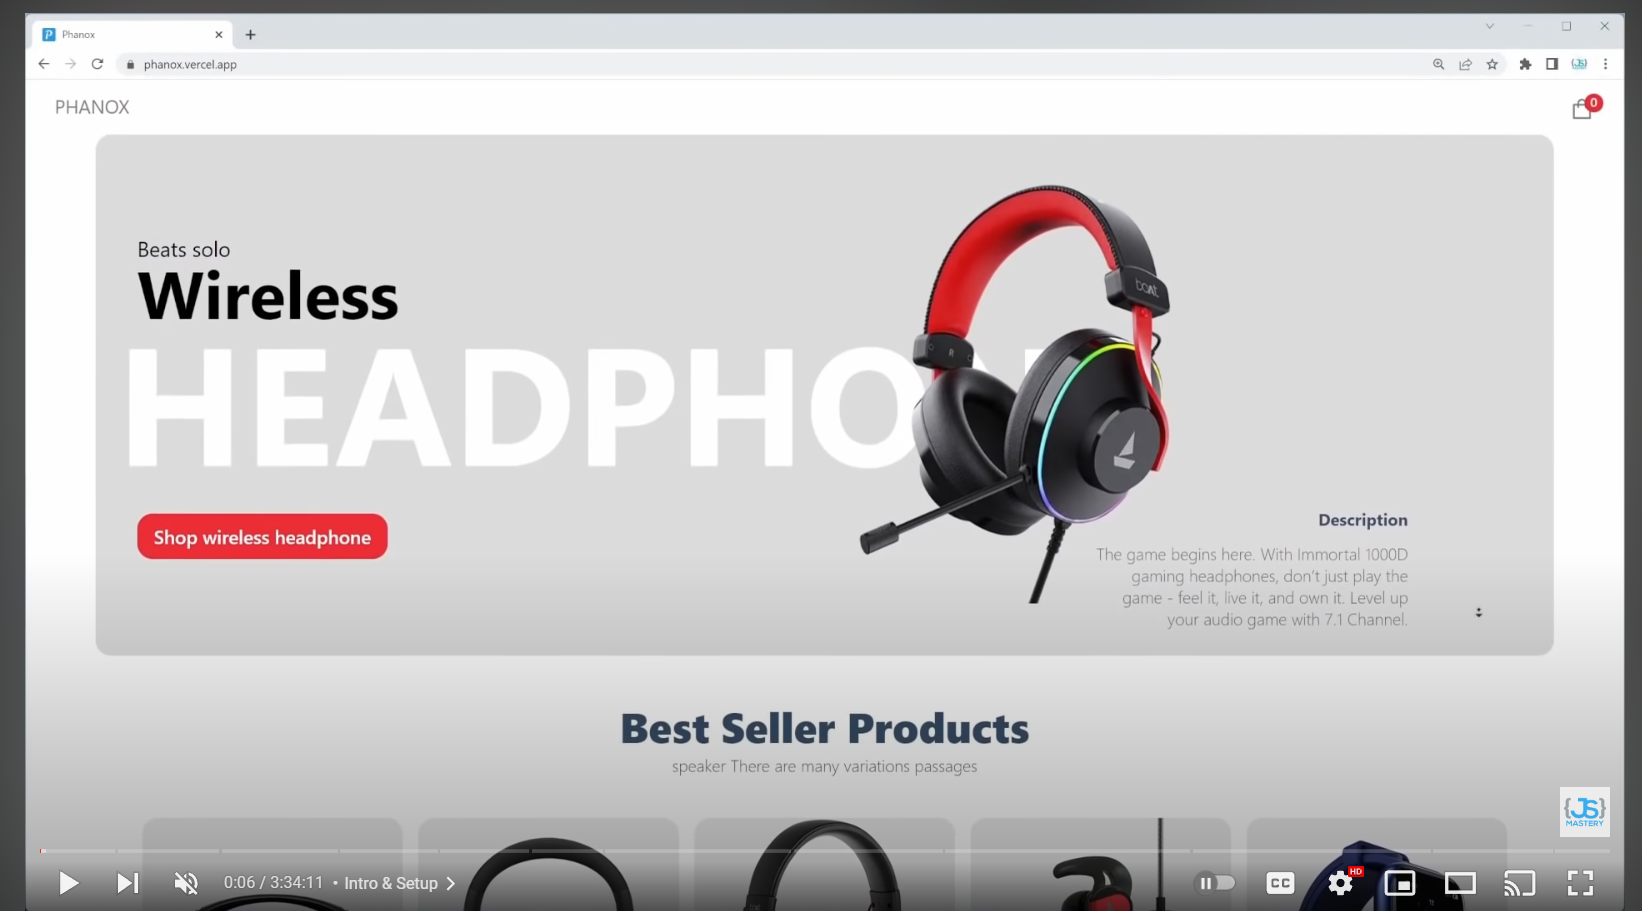 Phanox
phanox.vercel.app
PHANOX
0
Beats solo
Wireless
HEADPHON
boAt
R
Shop wireless headphone
Description
The game begins here. With Immortal 1000D
gaming headphones, don't just play the
game - feel it, live it, and own it. Level up
your audio game with 7.1 Channel.
Best Seller Products
speaker There are many variations passages
{JS}
MASTERY
0:06 / 3:34:11 • Intro & Setup
CC
HD